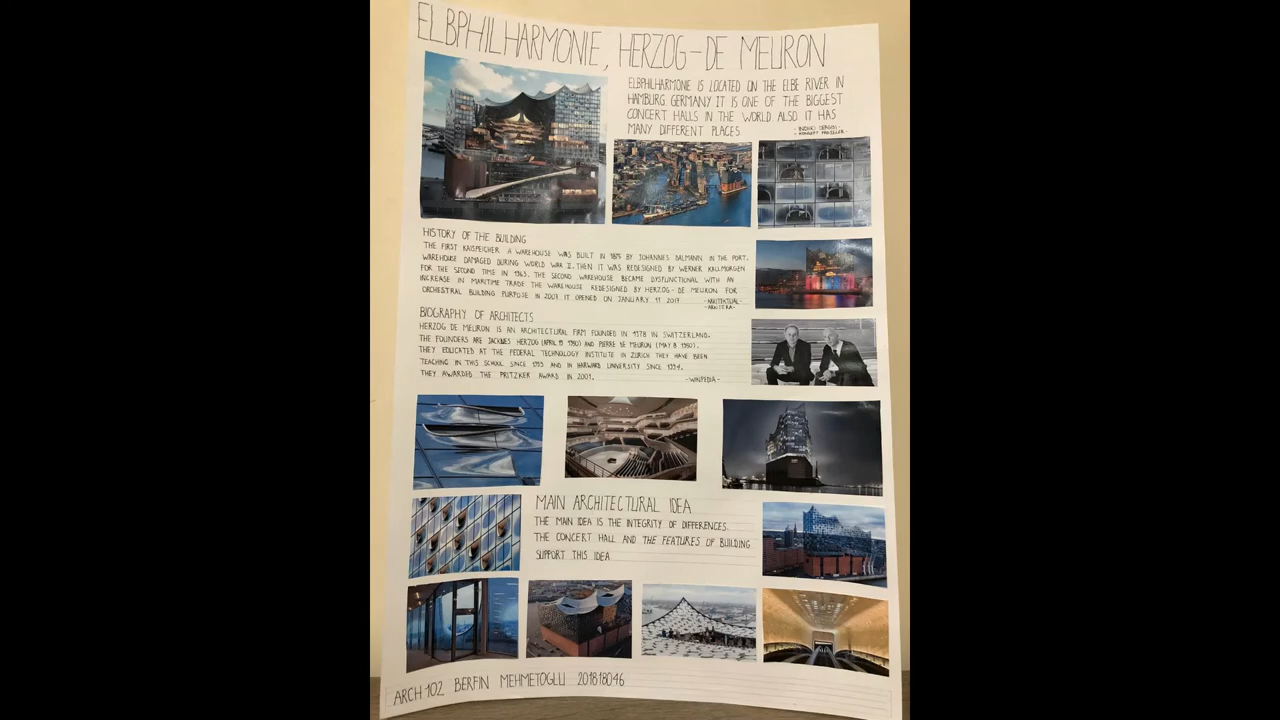 ELBPHILHARMONIE, HERZOG-DE MEURON
ELBPHILHARMONIE IS LOCATED ON THE ELBE RIVER IN
HAMBURG, GERMANY. IT IS ONE OF THE BIGGEST
CONCERT HALLS IN THE WORLD. ALSO IT HAS
MANY DIFFERENT PLACES
HISTORY OF THE BUILDING
THE FIRST KAISPEICHER A WAREHOUSE WAS BUILT IN 1875 BY JOHANNES DALMANN IN THE PORT.
WAREHOUSE DAMAGED DURING WORLD WAR II. THEN IT WAS REDESIGNED BY WERNER KALLMORGEN
FOR THE SECOND TIME IN 1963. THE SECOND WAREHOUSE BECAME DYSFUNCTIONAL WITH AN
INCREASE IN MARITIME TRADE THE WAREHOUSE REDESIGNED BY HERZOG-DE MEURON FOR
ORCHESTRAL BUILDING PURPOSE IN 2007. IT OPENED ON JANUARY 11 2017
-ARKITEKTUAL-
BIOGRAPHY OF ARCHITECTS
HERZOG DE MEURON IS AN ARCHITECTURAL FIRM FOUNDED IN 1978 IN SWITZERLAND.
THE FOUNDERS ARE JACKUES HERZOG (APRIL 19 1950) AND PIERRE DE MEURON (MAY 8 1950).
THEY EDUCATED AT THE FEDERAL TECHNOLOGY INSTITUTE IN ZURICH THEY HAVE BEEN
TEACHING IN THIS SCHOOL SINCE 1999 AND IN HARWARD UNIVERSITY SINCE 1994.
THEY AWARDED THE PRITZKER AWARD IN 2001.
-WIKIPEDIA-
MAIN ARCHITECTURAL IDEA
THE MAIN IDEA IS THE INTEGRITY OF DIFFERENCES.
THE CONCERT HALL AND THE FEATURES OF BUILDING
SUPPORT THIS IDEA
ARCH 102 BERFIN MEHMETOGLU 201818046